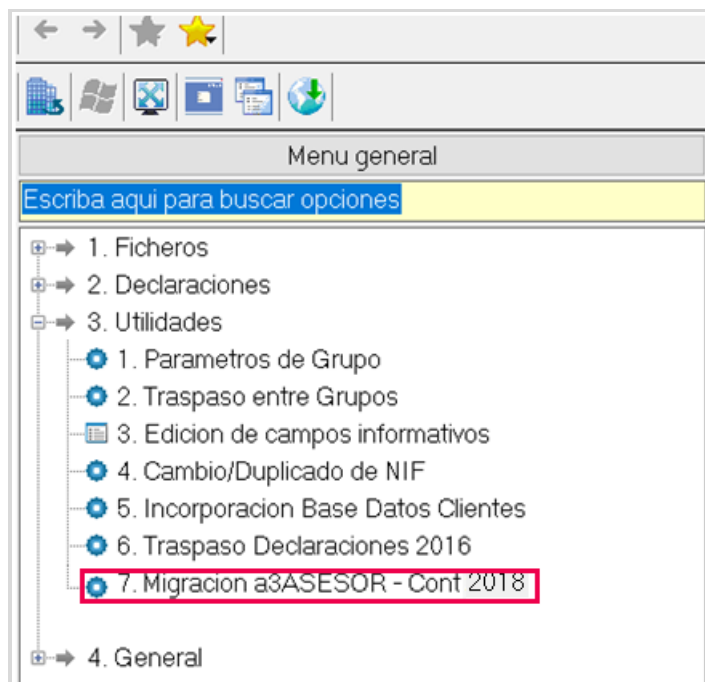 Menu general
Escriba aqui para buscar opciones
1. Ficheros
2. Declaraciones
3. Utilidades
1. Parametros de Grupo
2. Traspaso entre Grupos
3. Edicion de campos informativos
4. Cambio/Duplicado de NIF
5. Incorporacion Base Datos Clientes
6. Traspaso Declaraciones 2016
7. Migracion a3ASESOR - Cont 2018
4. General